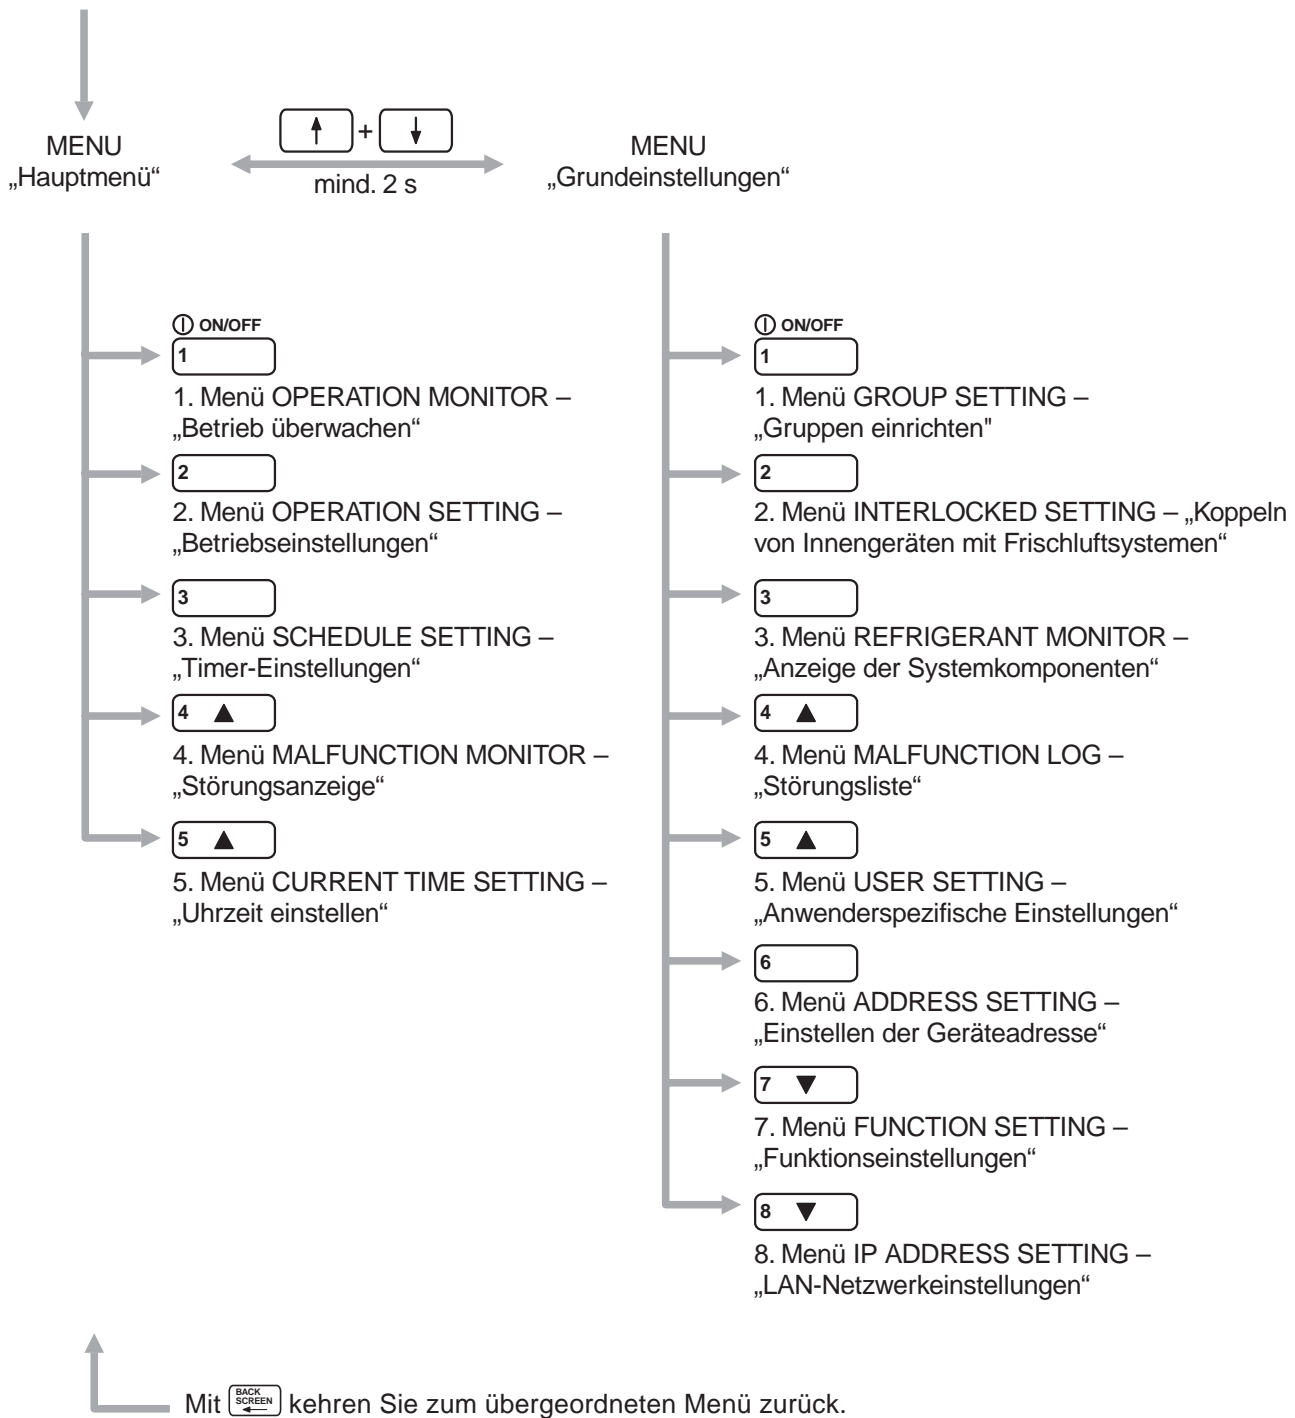 MENU
„Hauptmenü“
↑ + ↓
mind. 2 s
MENU
„Grundeinstellungen“
ON/OFF
1
1. Menü OPERATION MONITOR –
„Betrieb überwachen“
2
2. Menü OPERATION SETTING –
„Betriebseinstellungen“
3
3. Menü SCHEDULE SETTING –
„Timer-Einstellungen“
4 ▲
4. Menü MALFUNCTION MONITOR –
„Störungsanzeige“
5 ▲
5. Menü CURRENT TIME SETTING –
„Uhrzeit einstellen“
ON/OFF
1
1. Menü GROUP SETTING –
„Gruppen einrichten"
2
2. Menü INTERLOCKED SETTING – „Koppeln
von Innengeräten mit Frischluftsystemen“
3
3. Menü REFRIGERANT MONITOR –
„Anzeige der Systemkomponenten“
4 ▲
4. Menü MALFUNCTION LOG –
„Störungsliste“
5 ▲
5. Menü USER SETTING –
„Anwenderspezifische Einstellungen“
6
6. Menü ADDRESS SETTING –
„Einstellen der Geräteadresse“
7 ▼
7. Menü FUNCTION SETTING –
„Funktionseinstellungen“
8 ▼
8. Menü IP ADDRESS SETTING –
„LAN-Netzwerkeinstellungen“
Mit BACK SCREEN kehren Sie zum übergeordneten Menü zurück.